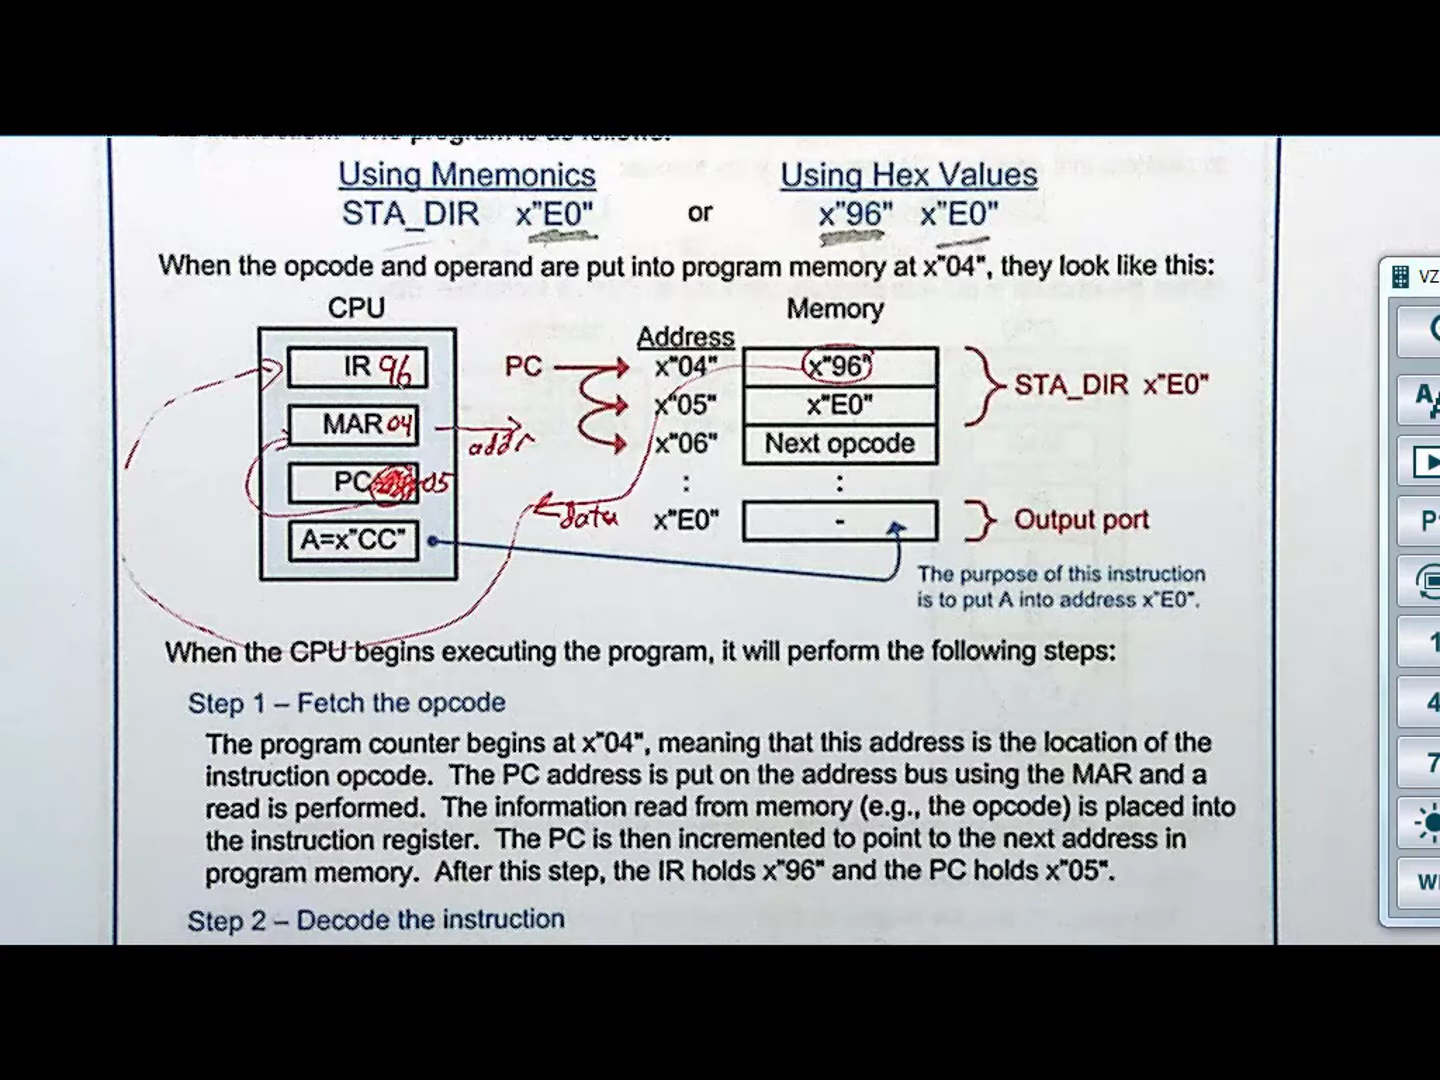 Using Mnemonics Using Hex Values
STA_DIR x"E0" or x"96" x"E0"
When the opcode and operand are put into program memory at x"04", they look like this:
CPU Memory
Address
IR 96 PC x"04" x"96" STA_DIR x"E0"
x"05" x"E0"
MAR 04 addr x"06" Next opcode
PC 05 : :
data x"E0" - Output port
A=x"CC"
The purpose of this instruction
is to put A into address x"E0".
When the CPU begins executing the program, it will perform the following steps:
Step 1 – Fetch the opcode
The program counter begins at x"04", meaning that this address is the location of the
instruction opcode. The PC address is put on the address bus using the MAR and a
read is performed. The information read from memory (e.g., the opcode) is placed into
the instruction register. The PC is then incremented to point to the next address in
program memory. After this step, the IR holds x"96" and the PC holds x"05".
Step 2 – Decode the instruction
VZ
1
4
7